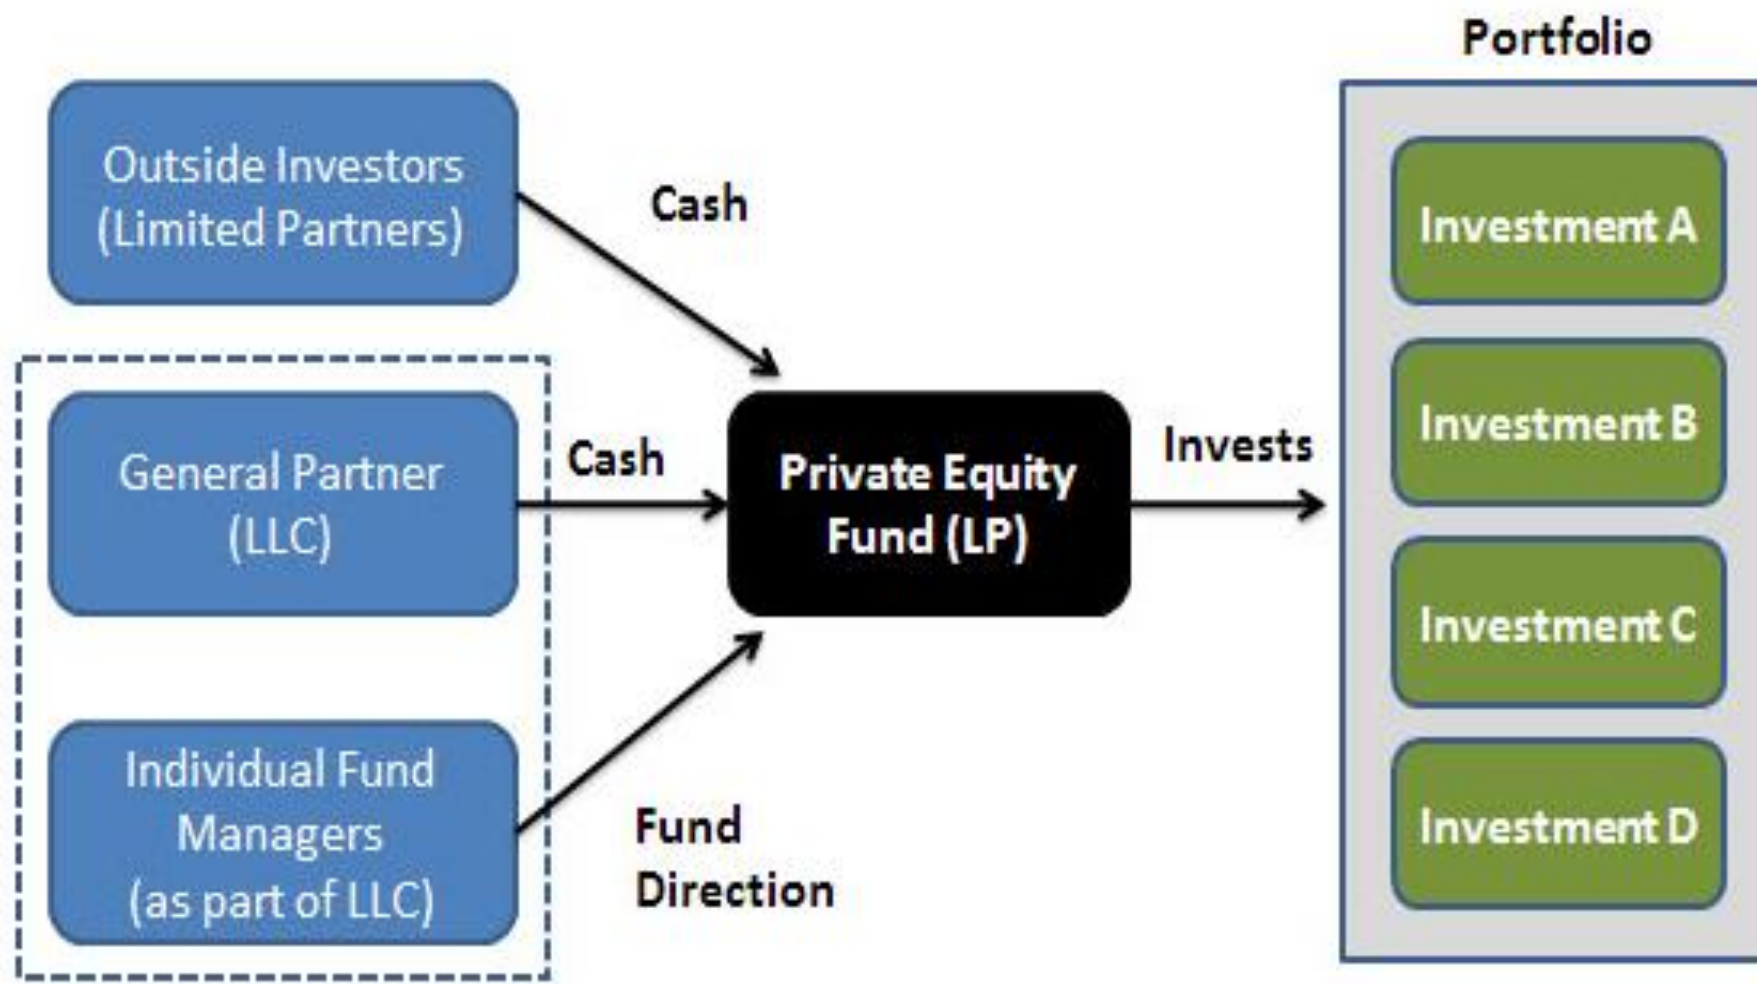 Portfolio
Outside Investors
(Limited Partners)
Cash
Investment A
General Partner
(LLC)
Cash
Private Equity
Fund (LP)
Invests
Investment B
Individual Fund
Managers
(as part of LLC)
Fund
Direction
Investment C
Investment D